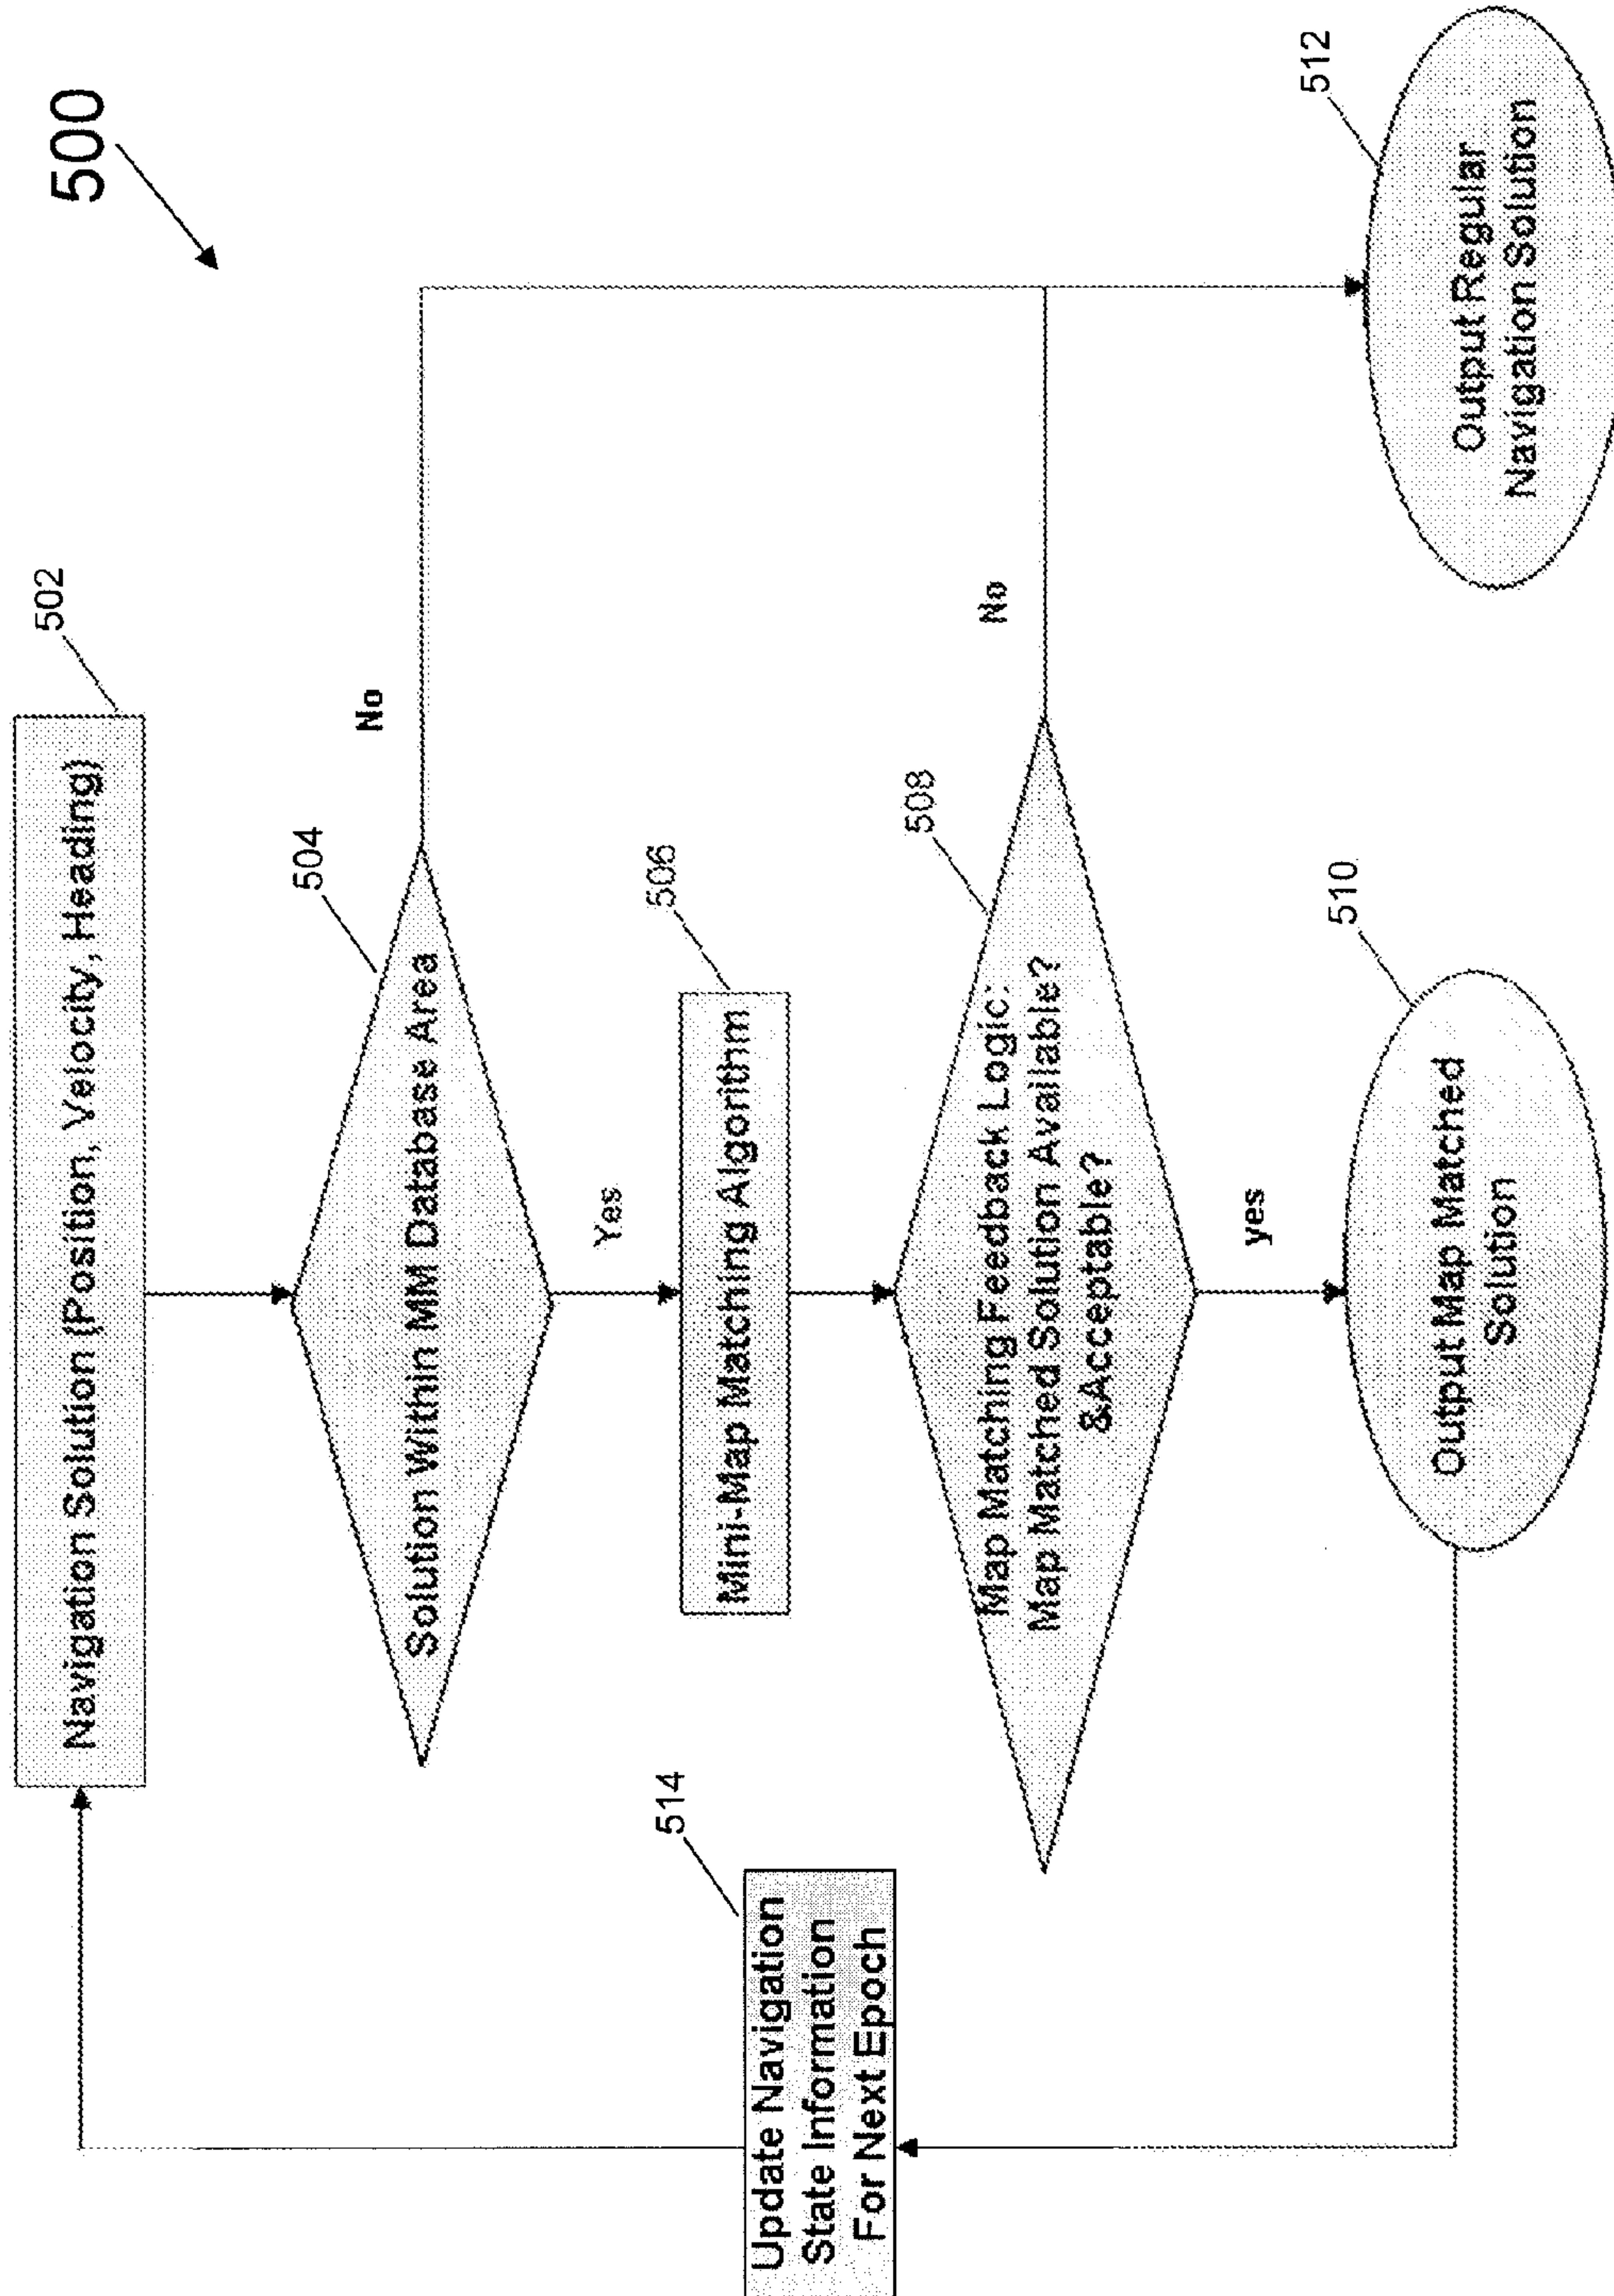 500
502
Navigation Solution (Position, Velocity, Heading)
504
Solution Within MM Database Area
No
Yes
506
Mini-Map Matching Algorithm
508
Map Matching Feedback Logic:
Map Matched Solution Available?
&Acceptable?
No
yes
510
Output Map Matched
Solution
512
Output Regular
Navigation Solution
514
Update Navigation
State Information
For Next Epoch